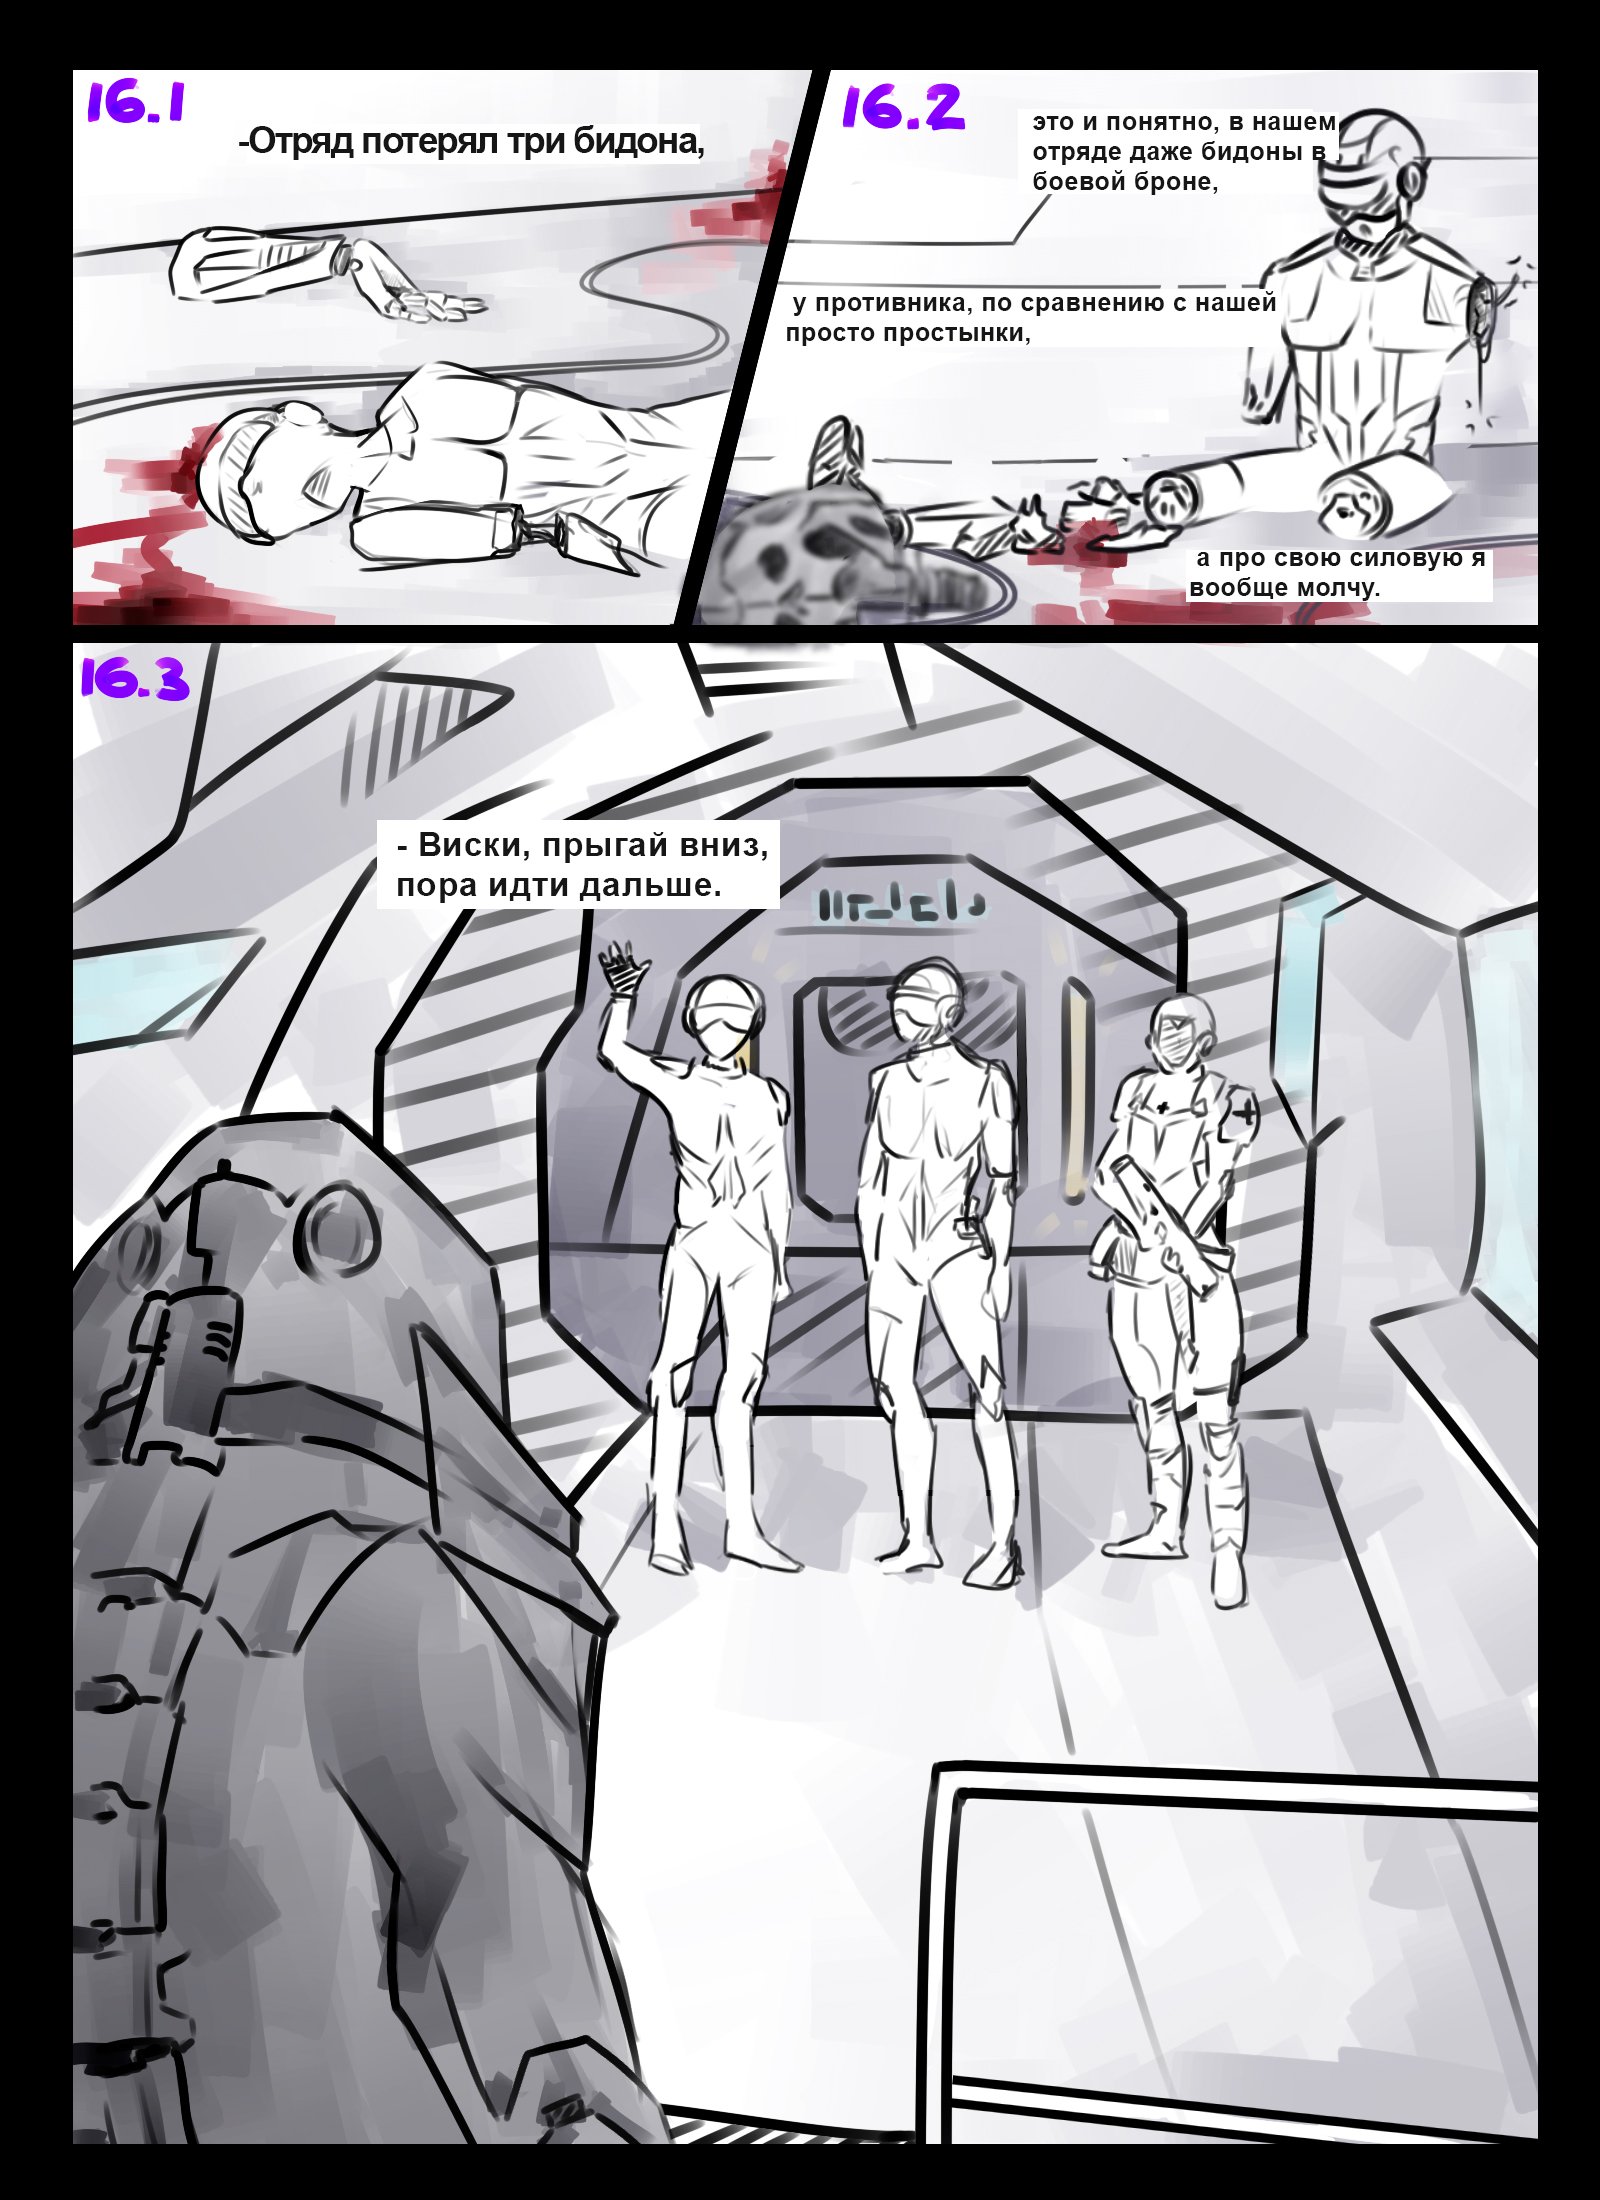 16.1
-Отряд потерял три бидона,
16.2
это и понятно, в нашем
отряде даже бидоны в
боевой броне,
у противника, по сравнению с нашей
просто простынки,
а про свою силовую я
вообще молчу.
16.3
- Виски, прыгай вниз,
пора идти дальше.